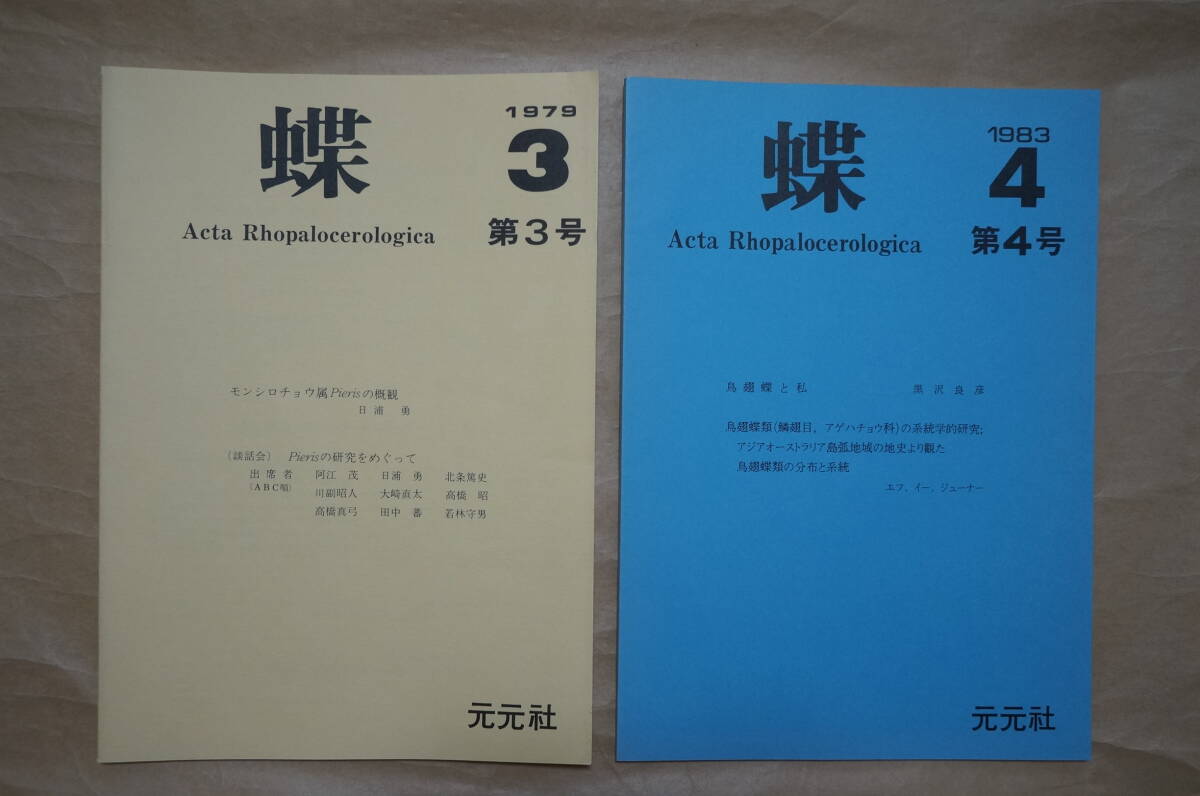 蝶
1979
3
Acta Rhopalocerologica
第3号
モンシロチョウ属Pierisの概観
日浦 勇
〔談話会〕 Pierisの研究をめぐって
出席者 阿江 茂 日浦 勇 北条篤史
(ABC順) 川副昭人 大崎直太 高橋 昭
高橋真弓 田中 蕃 若林守男
元元社
蝶
1983
4
Acta Rhopalocerologica
第4号
鳥翅蝶と私 黒沢良彦
鳥翅蝶類(鱗翅目, アゲハチョウ科)の系統学的研究;
アジアオーストラリア島弧地域の地史より観た
鳥翅蝶類の分布と系統
エフ, イー, ジューナー
元元社